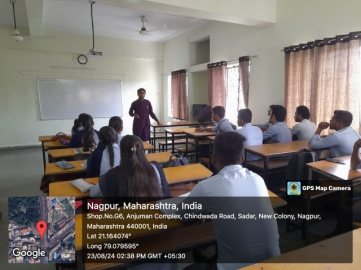 GPS Map Camera
Nagpur, Maharashtra, India
Shop.No.G6, Anjuman Complex, Chindwada Road, Sadar, New Colony, Nagpur,
Maharashtra 440001, India
Lat 21.164074°
Long 79.079595°
23/08/24 02:38 PM GMT +05:30
Google